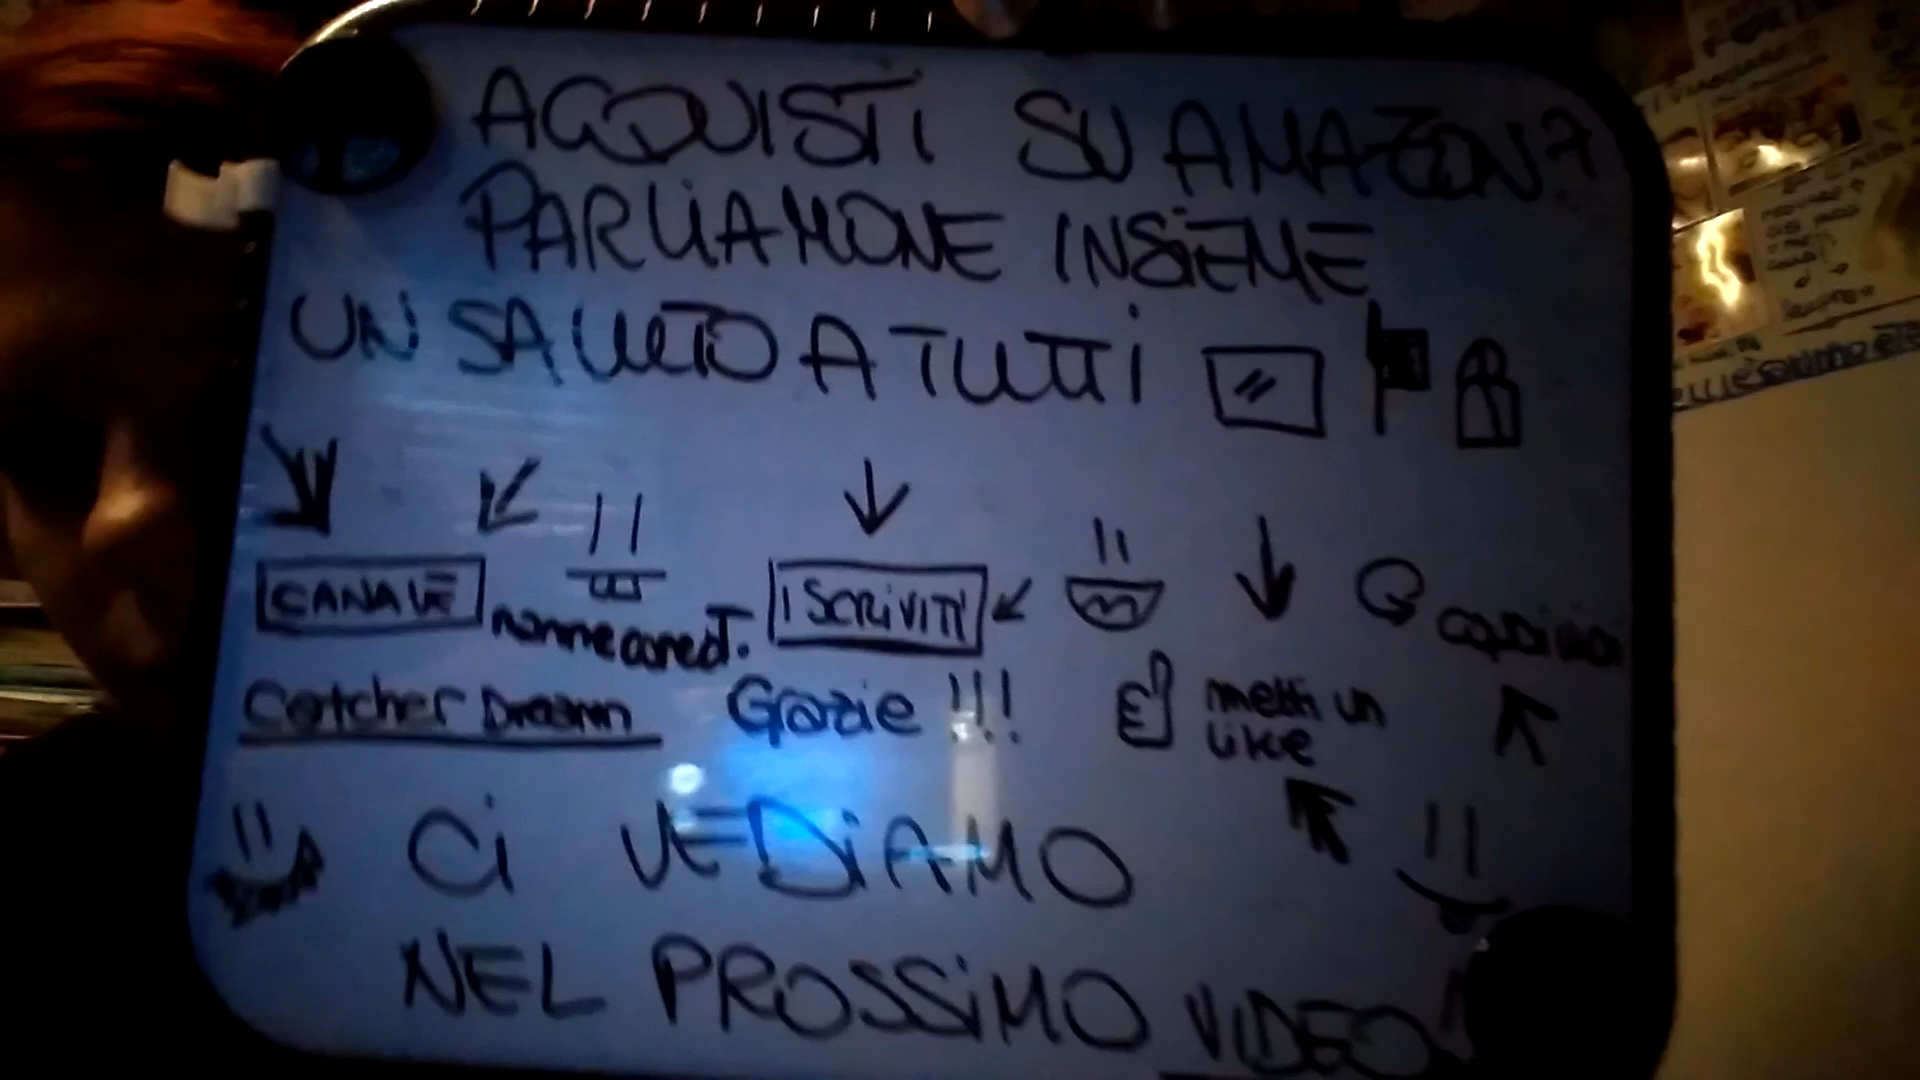 ACQUISTI SU AMAZON?
PARLIAMONE INSIEME
UN SALUTO A TUTTI
CANALE
ISCRIVITI
Catcher Dream
Grazie !!!
metti un
like
Ci VEDiAMO
NEL PROSSiMO VIDEO